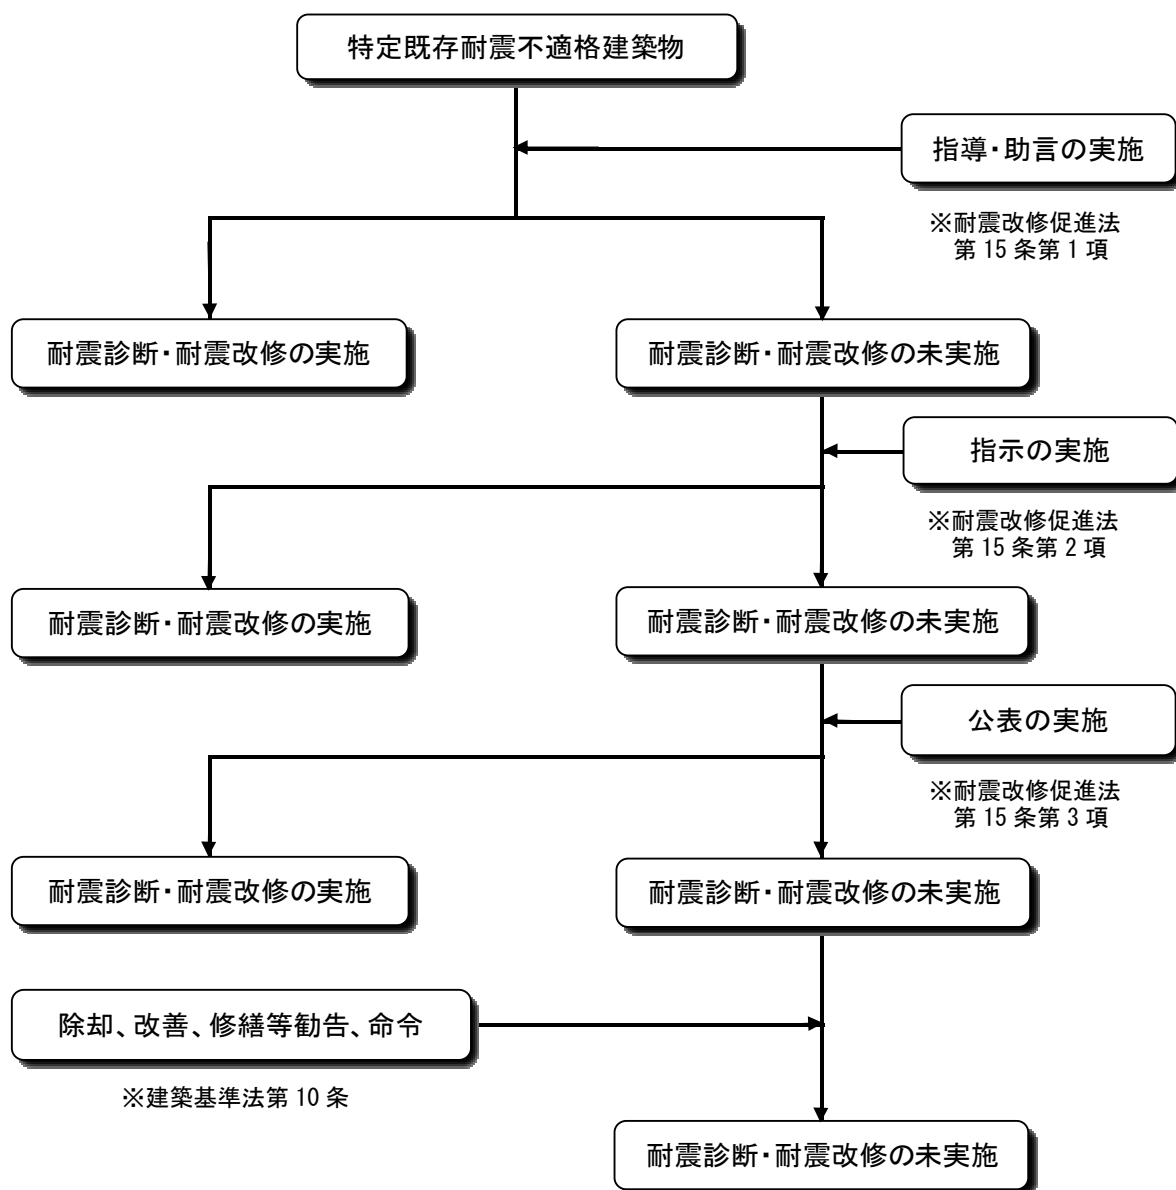 特定既存耐震不適格建築物
指導・助言の実施
※耐震改修促進法
第 15 条第 1 項
耐震診断・耐震改修の実施
耐震診断・耐震改修の未実施
指示の実施
※耐震改修促進法
第 15 条第 2 項
耐震診断・耐震改修の実施
耐震診断・耐震改修の未実施
公表の実施
※耐震改修促進法
第 15 条第 3 項
耐震診断・耐震改修の実施
耐震診断・耐震改修の未実施
除却、改善、修繕等勧告、命令
※建築基準法第 10 条
耐震診断・耐震改修の未実施